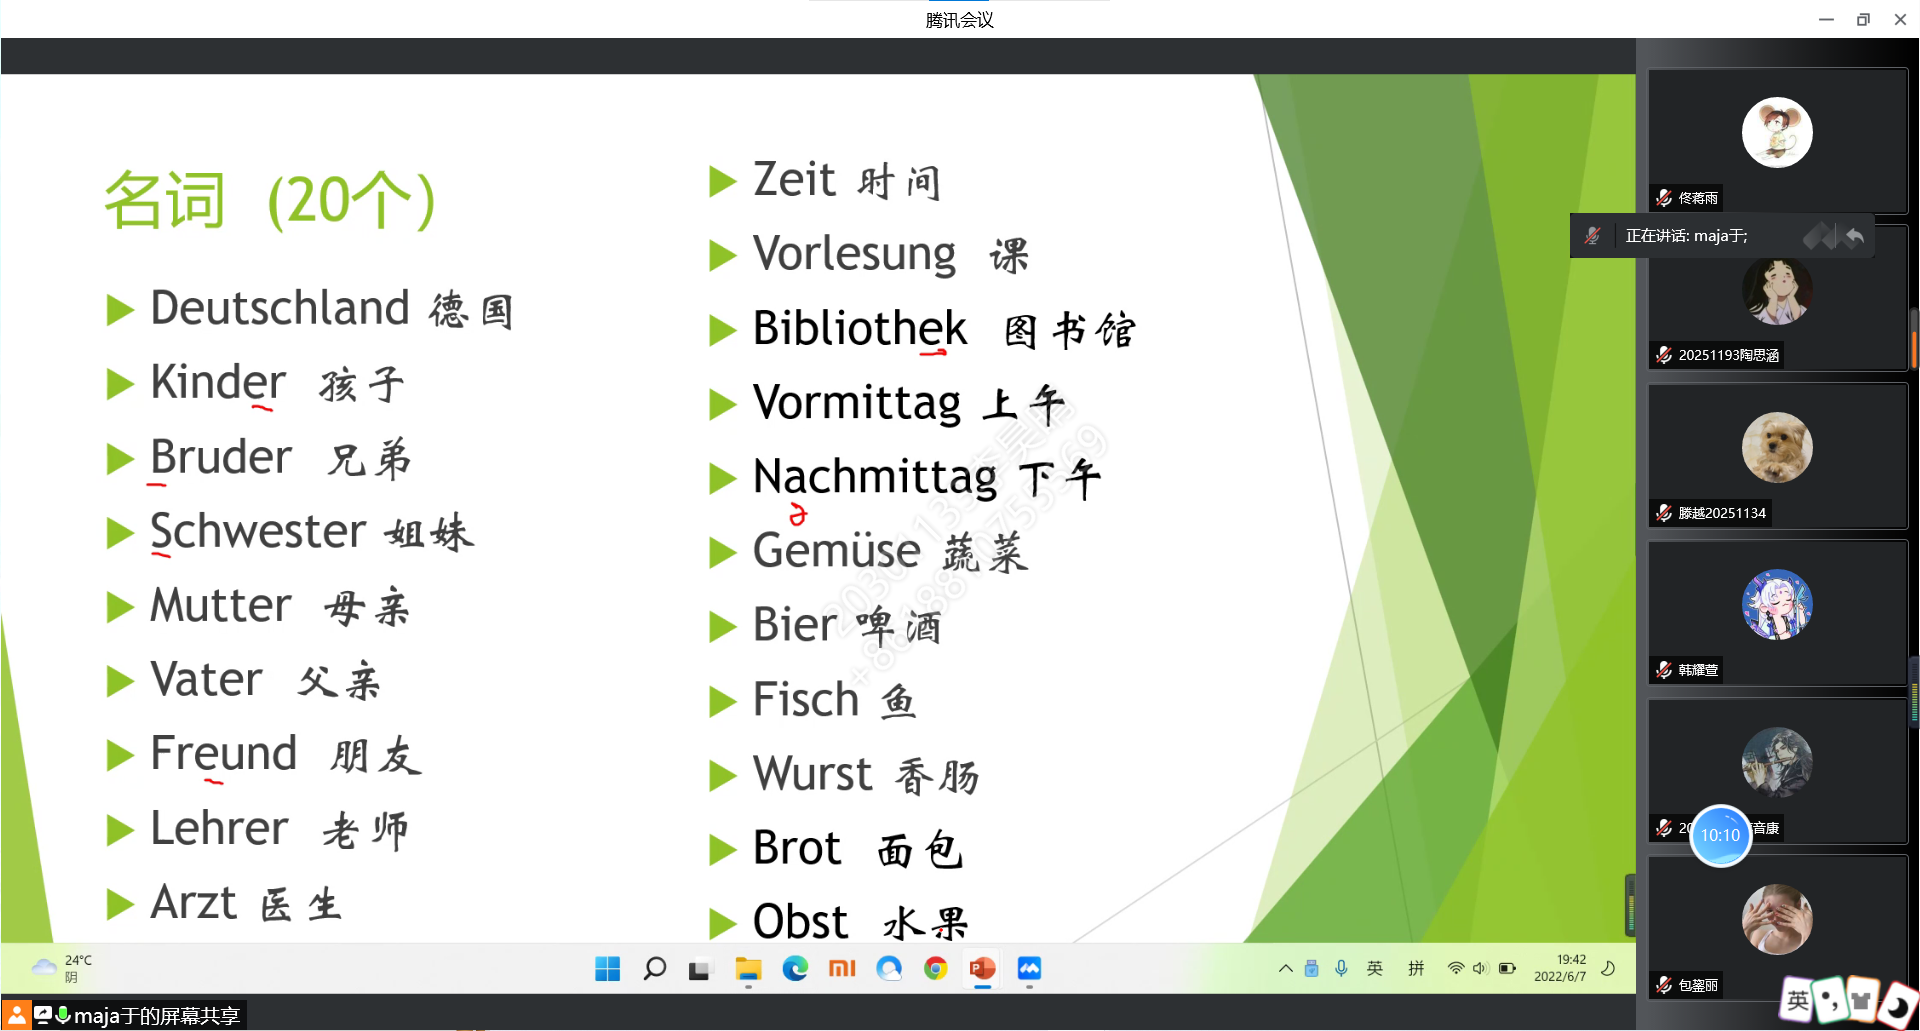 腾讯会议
名词 (20个)
Deutschland 德国
Kinder 孩子
Bruder 兄弟
Schwester 姐妹
Mutter 母亲
Vater 父亲
Freund 朋友
Lehrer 老师
Arzt 医生
Zeit 时间
Vorlesung 课
Bibliothek 图书馆
Vormittag 上午
Nachmittag 下午
Gemüse 蔬菜
Bier 啤酒
Fisch 鱼
Wurst 香肠
Brot 面包
Obst 水果
佟蒋雨
正在讲话: maja于;
20251193陶思涵
滕越20251134
韩耀萱
20
音康
10:10
包鋆丽
24°C
阴
英
拼
19:42
2022/6/7
maja于的屏幕共享
英